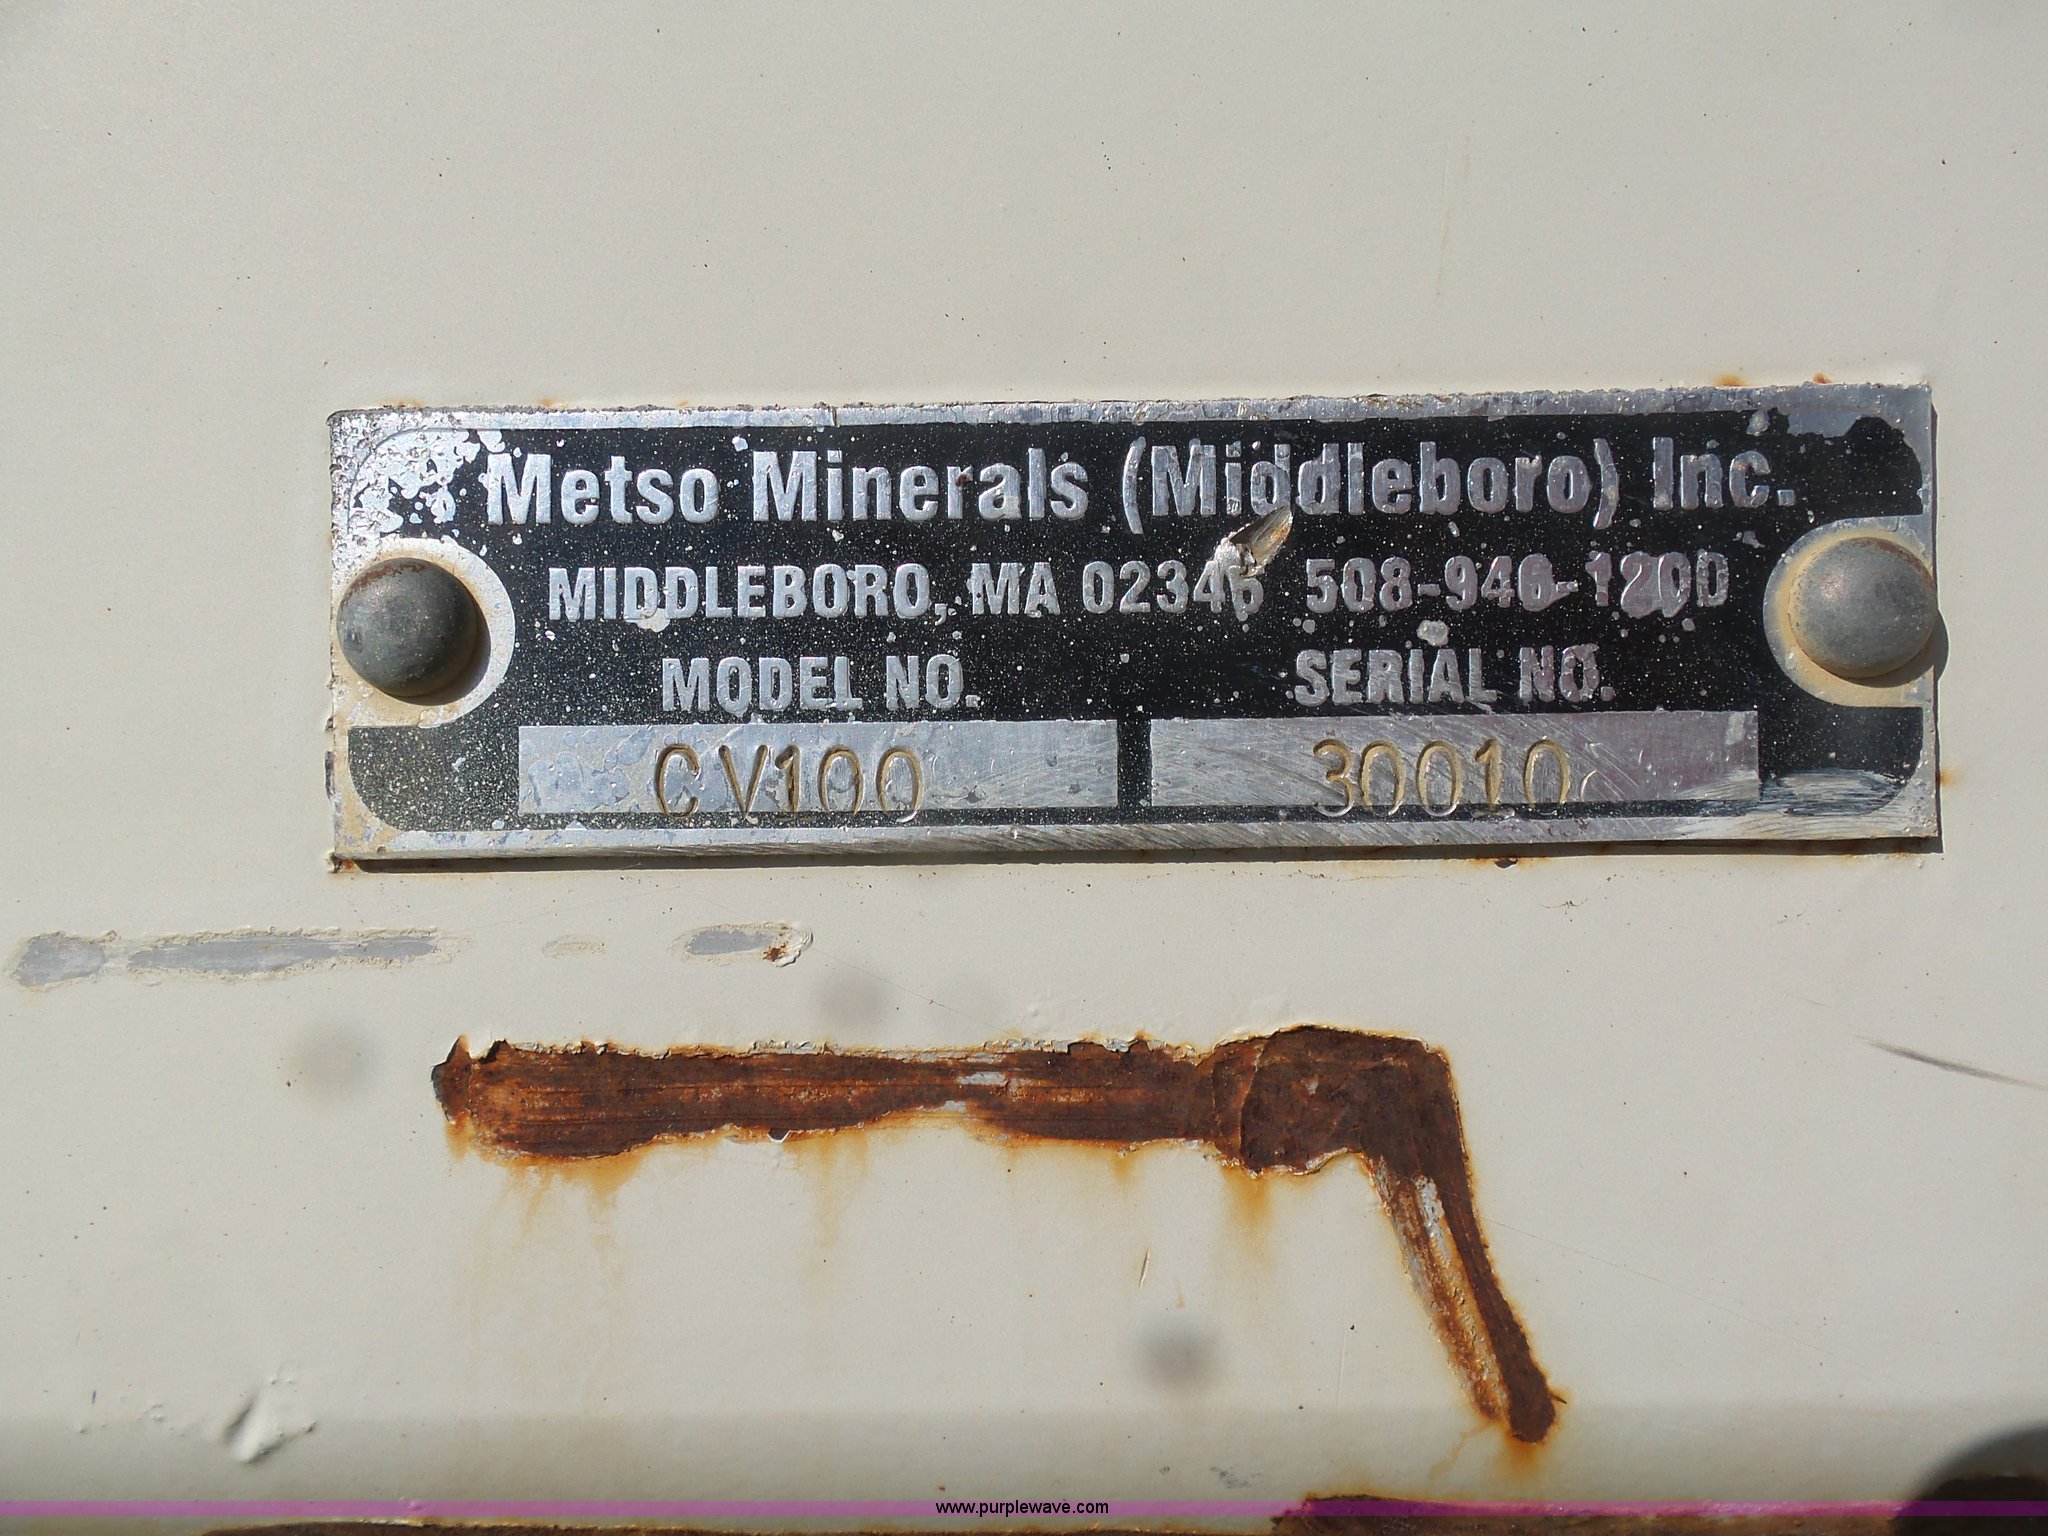 Metso Minerals (Middleboro) Inc.
MIDDLEBORO, MA 02346 508-946-1200
MODEL NO. SERIAL NO.
CV100 30010
www.purplewave.com